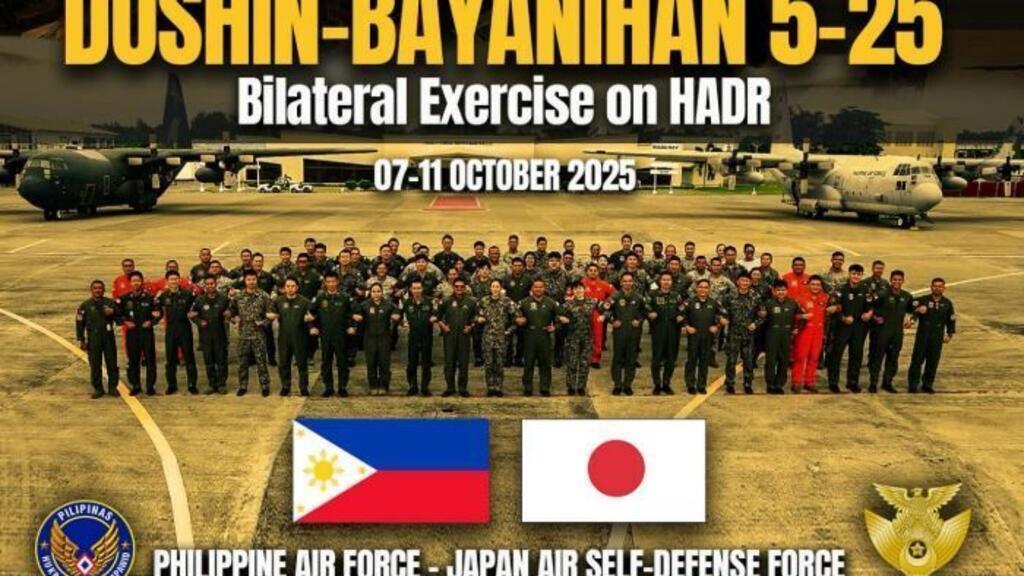 DOSHIN-BAYANIHAN 5-25
Bilateral Exercise on HADR
07-11 OCTOBER 2025
PILIPINAS
PHILIPPINE AIR FORCE - JAPAN AIR SELF-DEFENSE FORCE